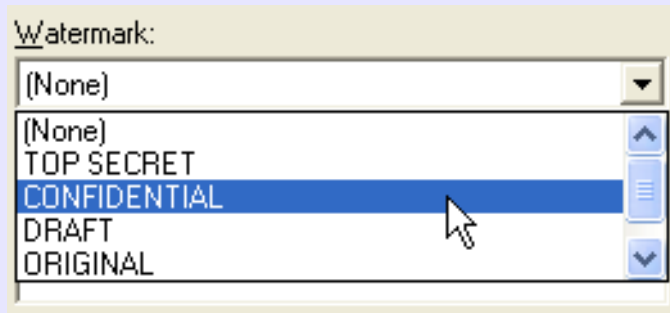 Watermark:
(None)
(None)
TOP SECRET
CONFIDENTIAL
DRAFT
ORIGINAL